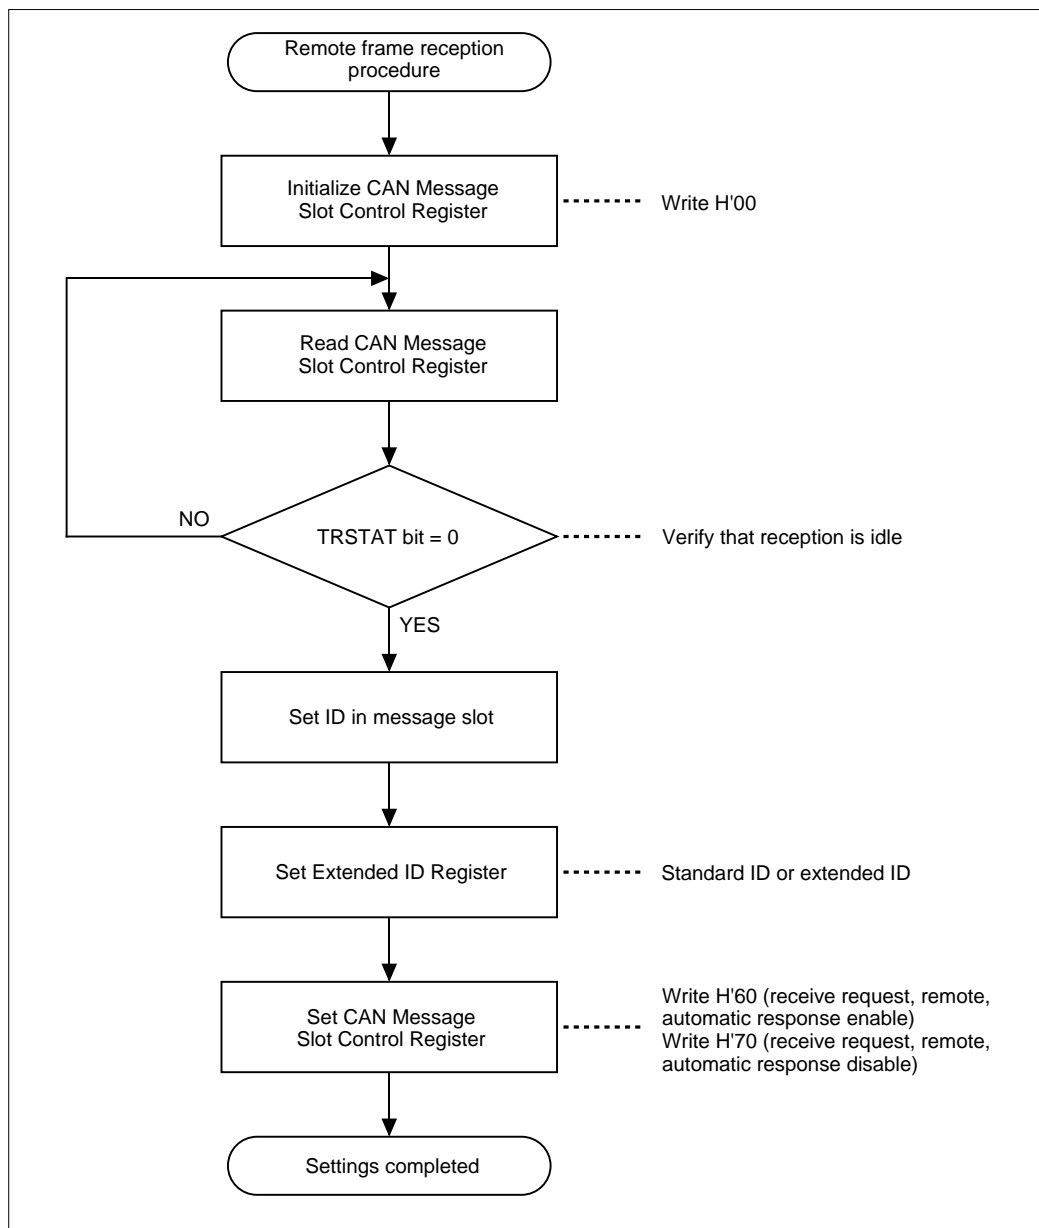 Remote frame reception
procedure
Initialize CAN Message
Slot Control Register
Write H'00
Read CAN Message
Slot Control Register
NO
TRSTAT bit = 0
Verify that reception is idle
YES
Set ID in message slot
Set Extended ID Register
Standard ID or extended ID
Set CAN Message
Slot Control Register
Write H'60 (receive request, remote,
automatic response enable)
Write H'70 (receive request, remote,
automatic response disable)
Settings completed